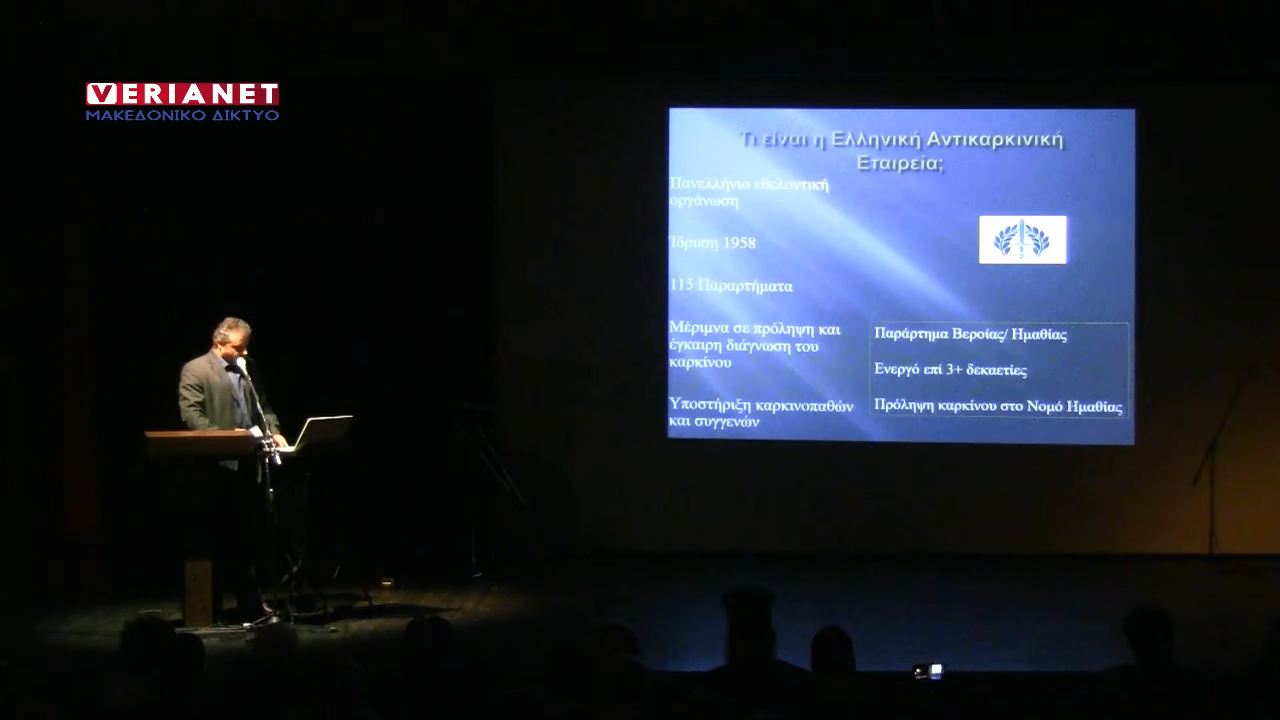 VERIANET
ΜΑΚΕΔΟΝΙΚΟ ΔΙΚΤΥΟ
Τι είναι η Ελληνική Αντικαρκινική
Εταιρεία;
Πανελλήνια εθελοντική
οργάνωση
Ίδρυση 1958
115 Παραρτήματα
Μέριμνα σε πρόληψη και
έγκαιρη διάγνωση του
καρκίνου
Υποστήριξη καρκινοπαθών
και συγγενών
Παράρτημα Βεροίας/ Ημαθίας
Ενεργό επί 3+ δεκαετίες
Πρόληψη καρκίνου στο Νομό Ημαθίας